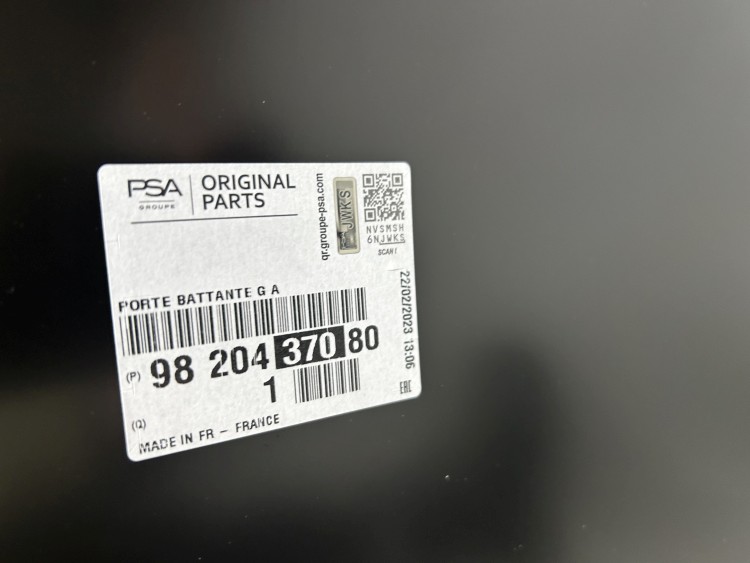 PSA
GROUPE
ORIGINAL
PARTS
qr.groupe-psa.com
JWKS
NVSMSH
6NJWKS
SCAN !
PORTE BATTANTE G A
(P) 98 204 370 80
(Q) 1
MADE IN FR - FRANCE
22/02/2023 13:06
EAC